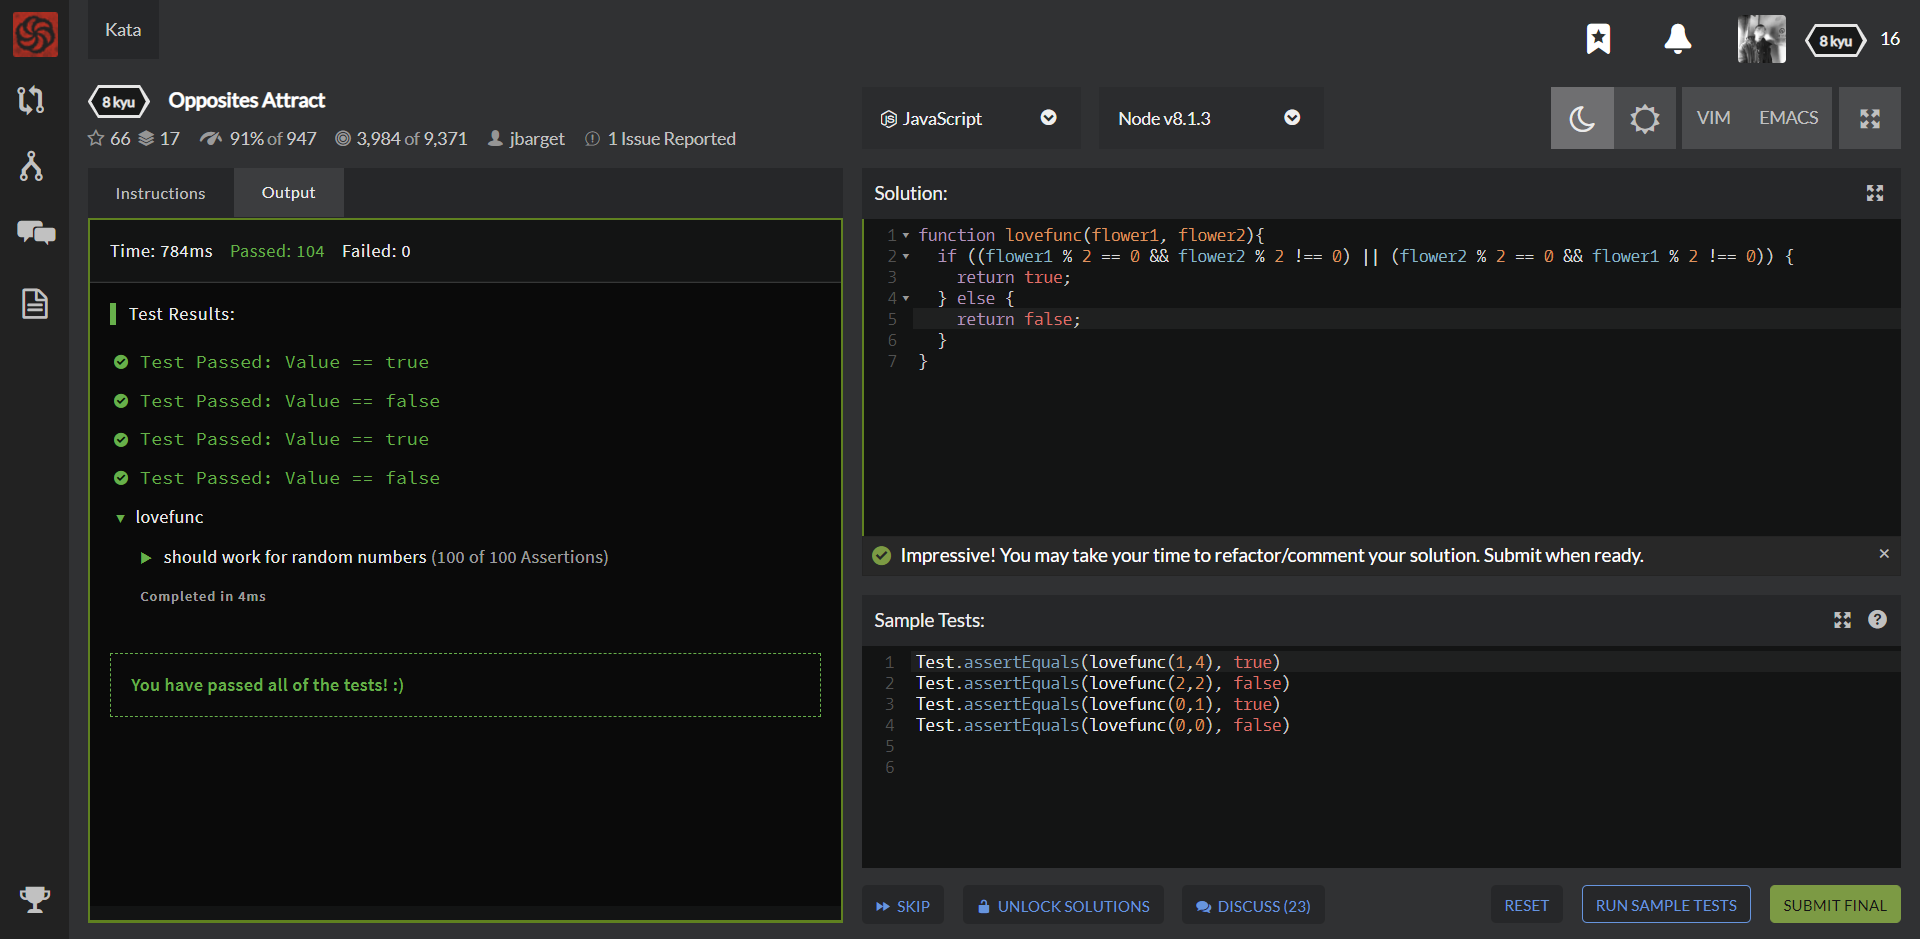 Kata
8 kyu 16
8 kyu Opposites Attract
66 17 91% of 947 3,984 of 9,371 jbarget 1 Issue Reported
JavaScript
Node v8.1.3
VIM EMACS
Instructions
Output
Time: 784ms Passed: 104 Failed: 0
Test Results:
Test Passed: Value == true
Test Passed: Value == false
Test Passed: Value == true
Test Passed: Value == false
lovefunc
should work for random numbers (100 of 100 Assertions)
Completed in 4ms
You have passed all of the tests! :)
Solution:
1 function lovefunc(flower1, flower2){
2 if ((flower1 % 2 == 0 && flower2 % 2 !== 0) || (flower2 % 2 == 0 && flower1 % 2 !== 0)) {
3 return true;
4 } else {
5 return false;
6 }
7 }
Impressive! You may take your time to refactor/comment your solution. Submit when ready.
Sample Tests:
1 Test.assertEquals(lovefunc(1,4), true)
2 Test.assertEquals(lovefunc(2,2), false)
3 Test.assertEquals(lovefunc(0,1), true)
4 Test.assertEquals(lovefunc(0,0), false)
5
6
SKIP
UNLOCK SOLUTIONS
DISCUSS (23)
RESET
RUN SAMPLE TESTS
SUBMIT FINAL